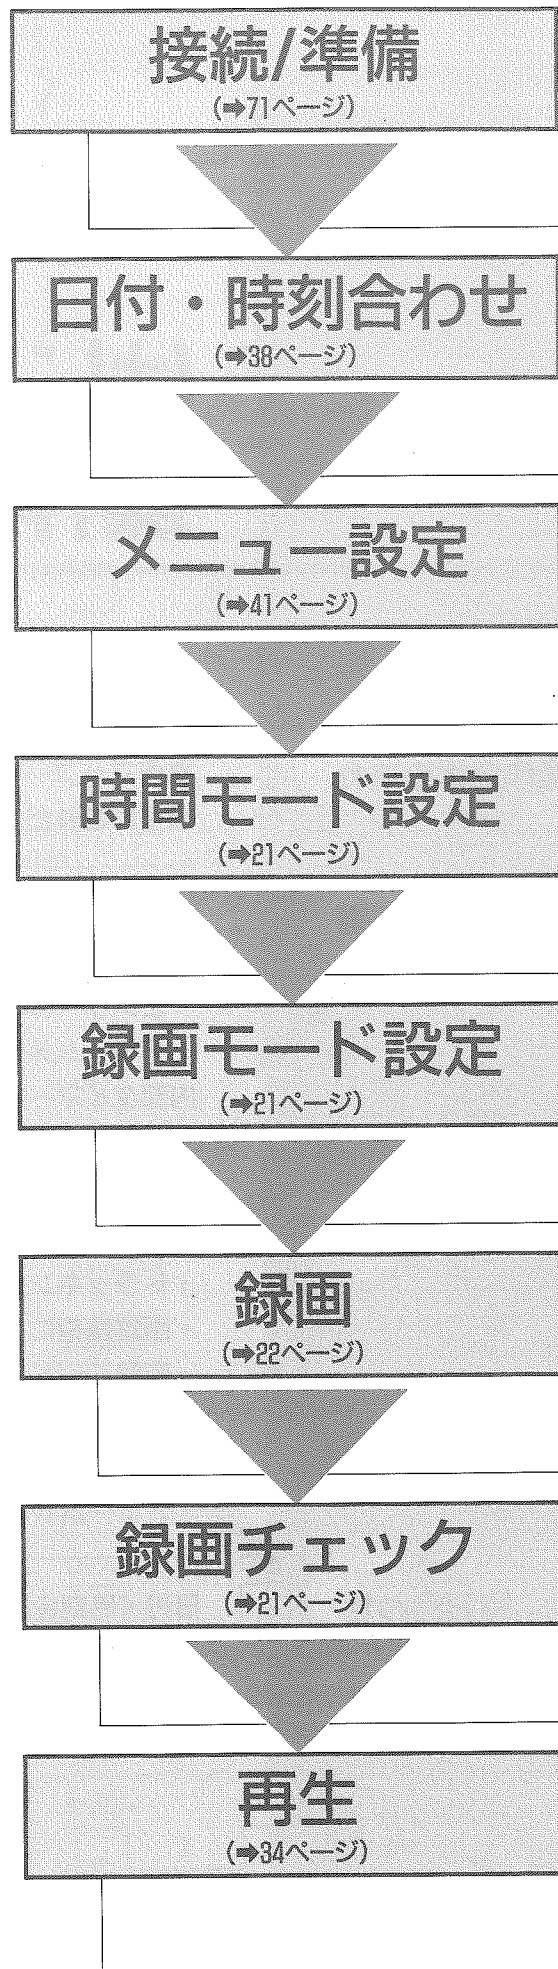 接続/準備
(➡71ページ)
日付・時刻合わせ
(➡38ページ)
メニュー設定
(➡41ページ)
時間モード設定
(➡21ページ)
録画モード設定
(➡21ページ)
録画
(➡22ページ)
録画チェック
(➡21ページ)
再生
(➡34ページ)